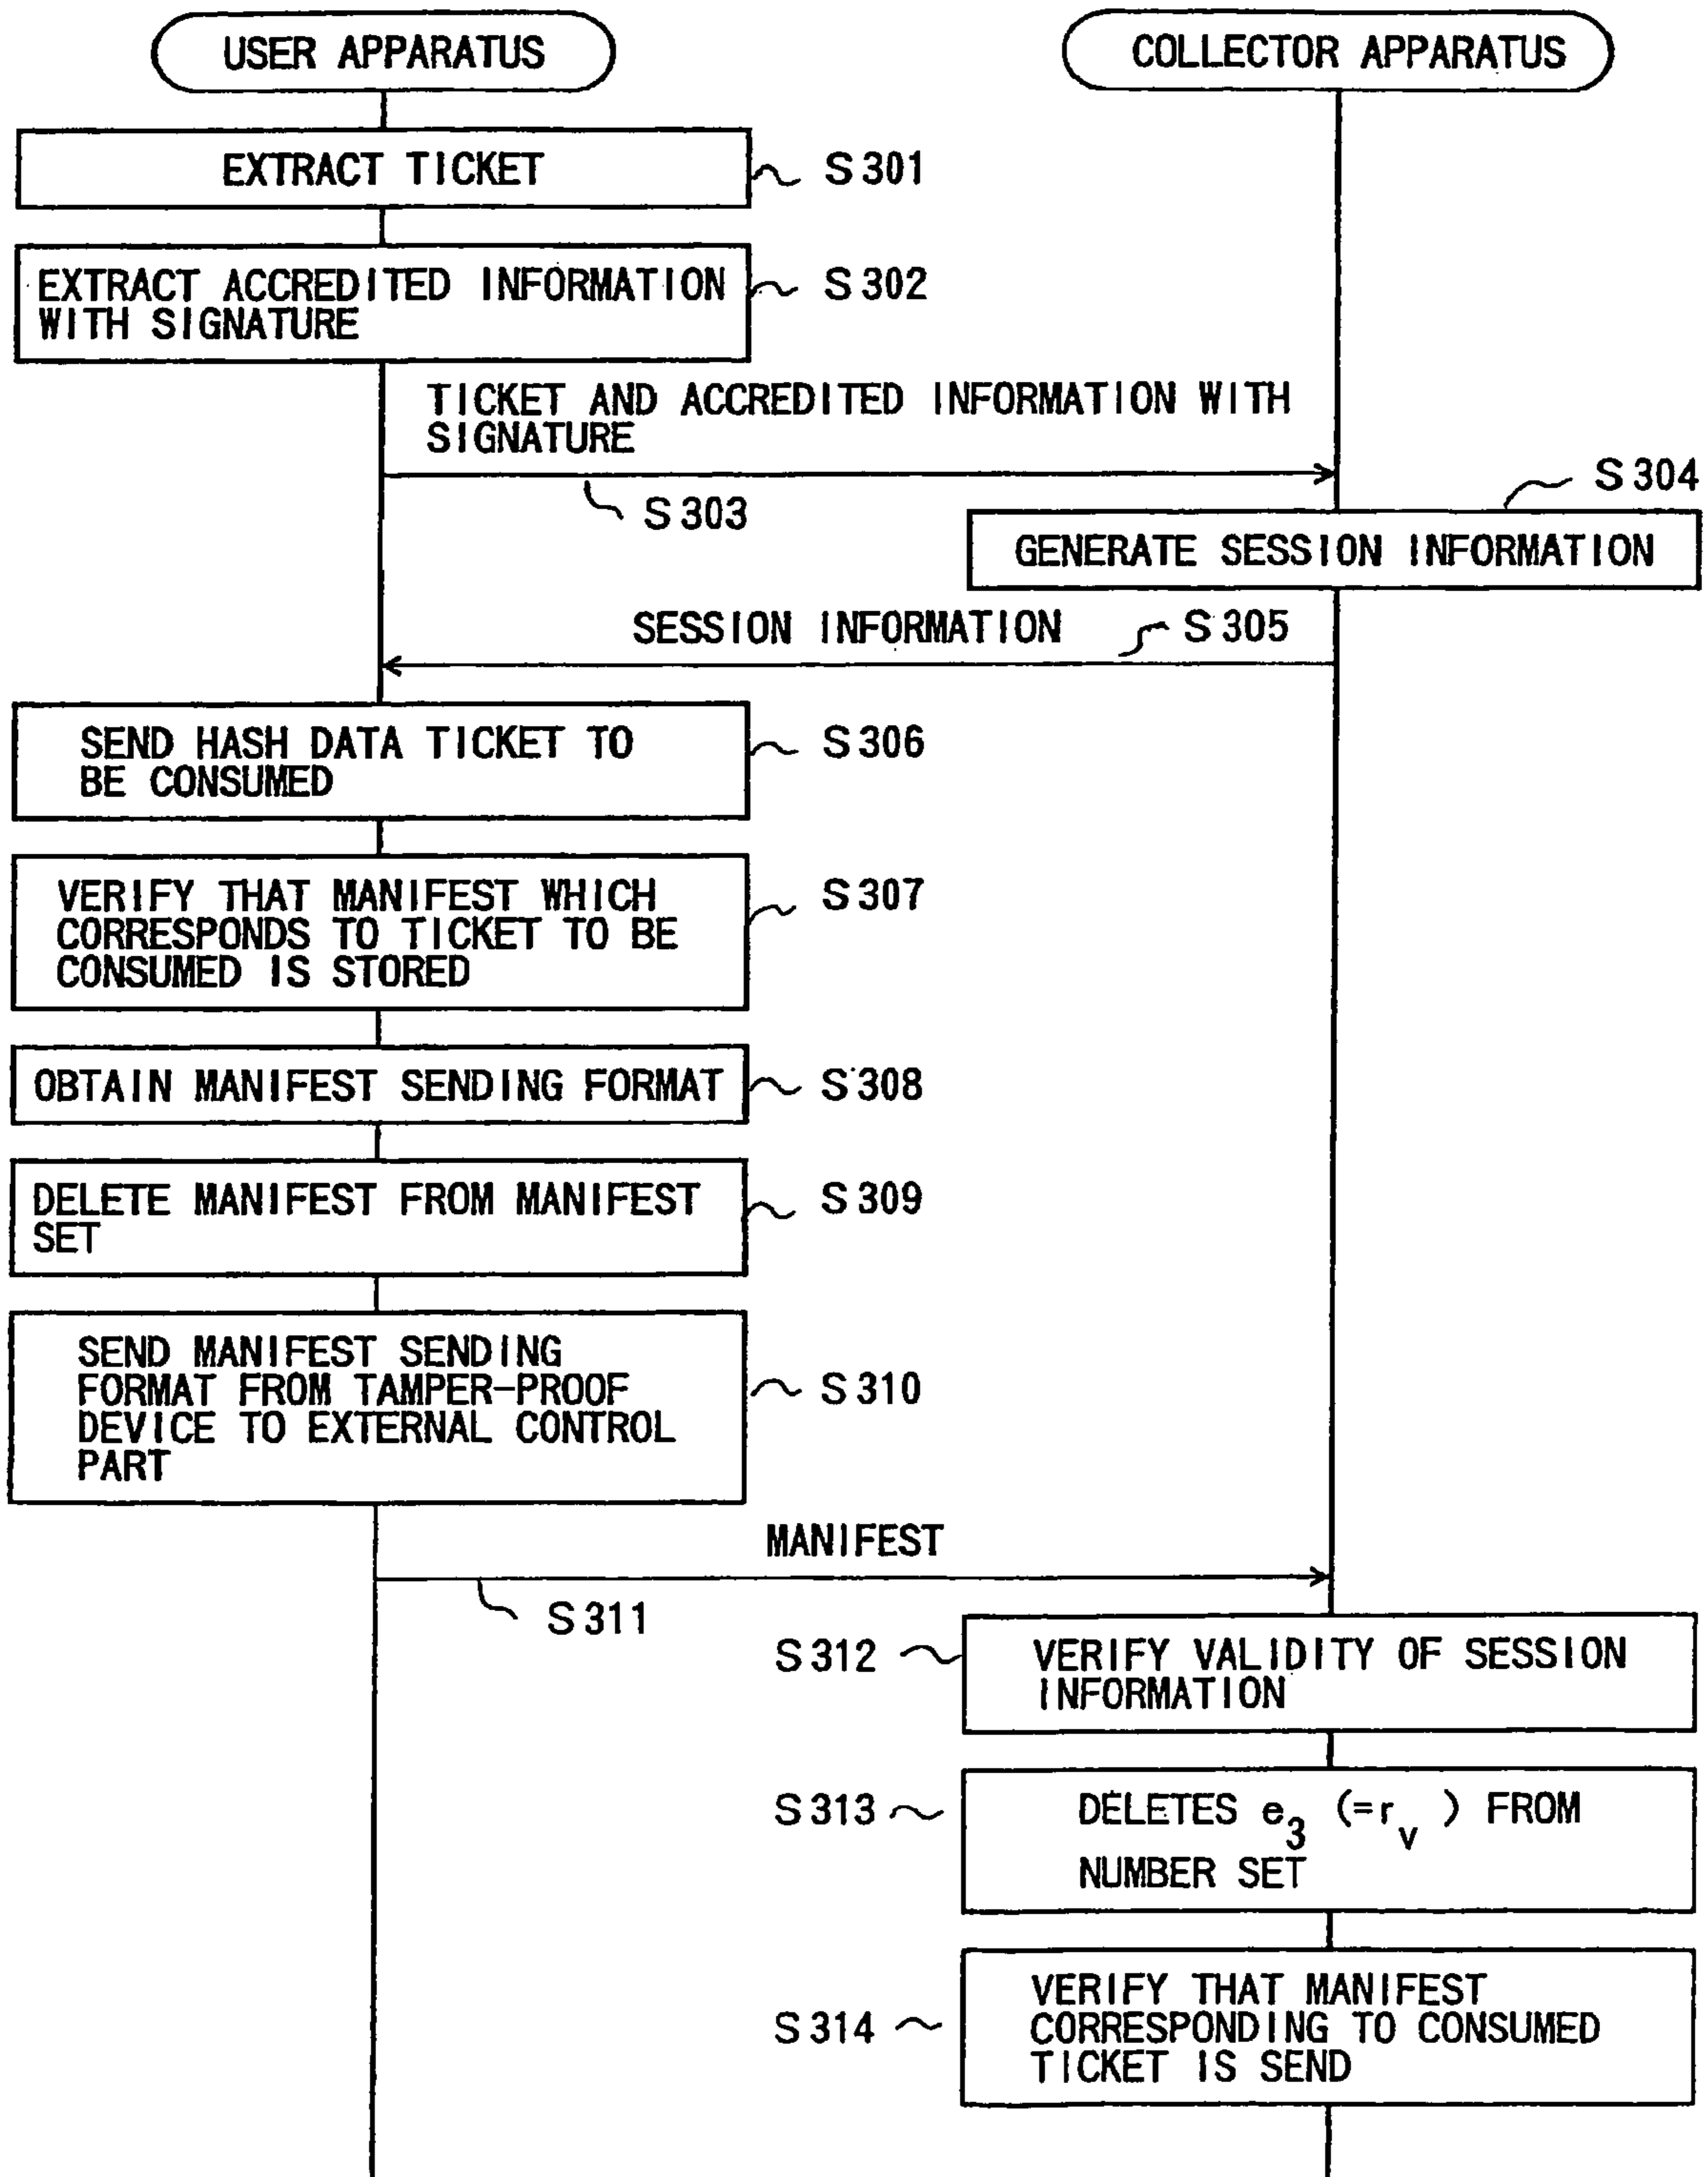 USER APPARATUS
COLLECTOR APPARATUS
EXTRACT TICKET
S301
EXTRACT ACCREDITED INFORMATION
WITH SIGNATURE
S302
TICKET AND ACCREDITED INFORMATION WITH
SIGNATURE
S303
S304
GENERATE SESSION INFORMATION
SESSION INFORMATION
S305
SEND HASH DATA TICKET TO
BE CONSUMED
S306
VERIFY THAT MANIFEST WHICH
CORRESPONDS TO TICKET TO BE
CONSUMED IS STORED
S307
OBTAIN MANIFEST SENDING FORMAT
S308
DELETE MANIFEST FROM MANIFEST
SET
S309
SEND MANIFEST SENDING
FORMAT FROM TAMPER-PROOF
DEVICE TO EXTERNAL CONTROL
PART
S310
MANIFEST
S311
S312
VERIFY VALIDITY OF SESSION
INFORMATION
S313
DELETES e3 (=rv ) FROM
NUMBER SET
S314
VERIFY THAT MANIFEST
CORRESPONDING TO CONSUMED
TICKET IS SEND